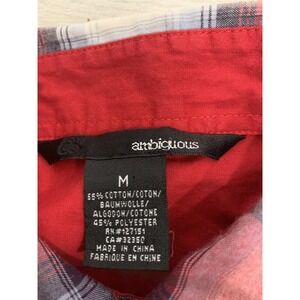 ambiguous
M
55% COTTON/COTON/
BAUMWOLLE/
ALGODON/COTONE
45% POLYESTER
RN#127151
CA#32350
MADE IN CHINA
FABRIQUE EN CHINE